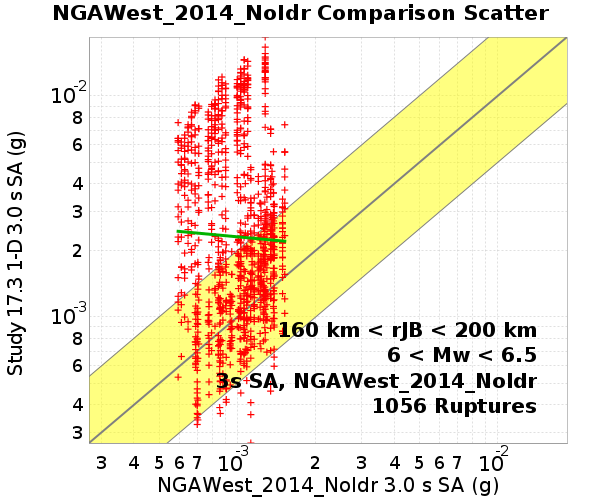 NGAWest_2014_NoIdr Comparison Scatter
Study 17.3 1-D 3.0 s SA (g)
10-2
8
6
4
3
2
10-3
8
6
4
3
160 km < rJB < 200 km
6 < Mw < 6.5
3s SA, NGAWest_2014_NoIdr
1056 Ruptures
3 4 5 6 7 10-3 2 3 4 5 6 7 10-2
NGAWest_2014_NoIdr 3.0 s SA (g)